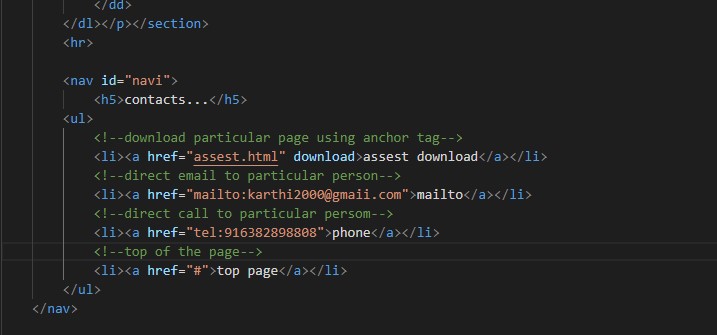 </dd>
</dl></p></section>
<hr>
<nav id="navi">
<h5>contacts...</h5>
<ul>
<!--download particular page using anchor tag-->
<li><a href="assest.html" download>assest download</a></li>
<!--direct email to particular person-->
<li><a href="mailto:karthi2000@gmaii.com">mailto</a></li>
<!--direct call to particular persom-->
<li><a href="tel:916382898808">phone</a></li>
<!--top of the page-->
<li><a href="#">top page</a></li>
</ul>
</nav>